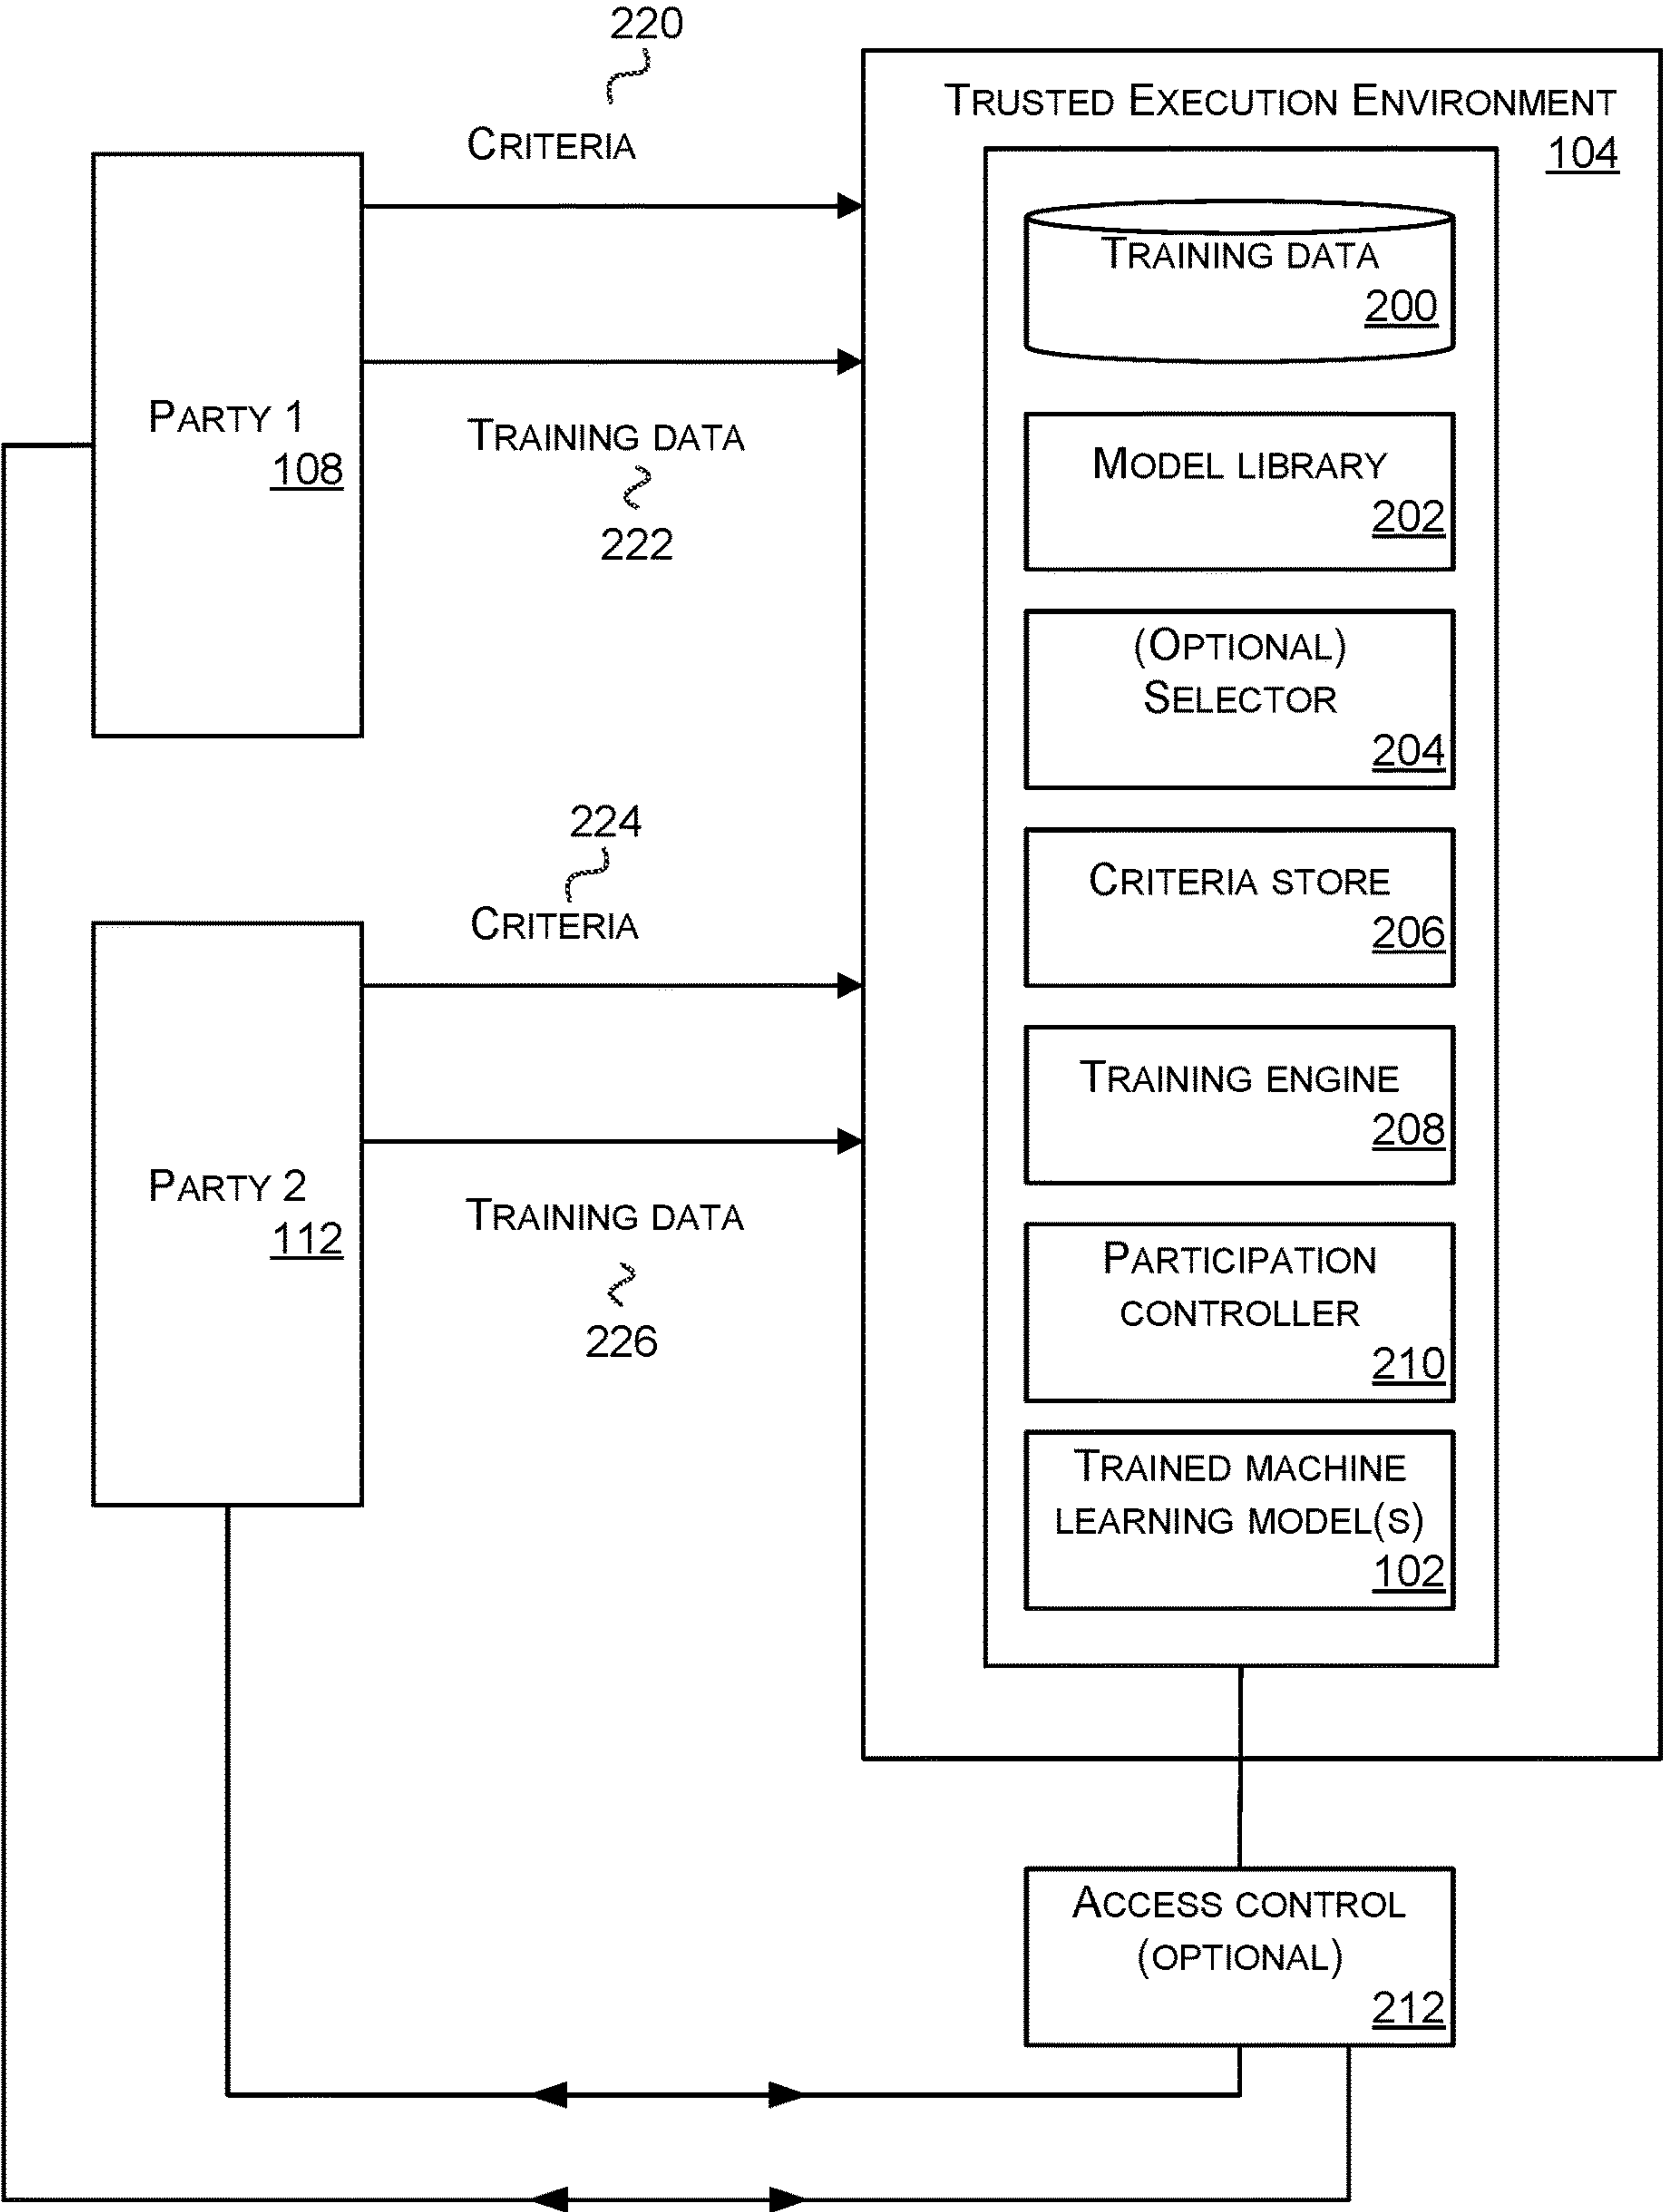 220
CRITERIA
PARTY 1
108
TRAINING DATA
222
224
CRITERIA
PARTY 2
112
TRAINING DATA
226
TRUSTED EXECUTION ENVIRONMENT
104
TRAINING DATA
200
MODEL LIBRARY
202
(OPTIONAL)
SELECTOR
204
CRITERIA STORE
206
TRAINING ENGINE
208
PARTICIPATION
CONTROLLER
210
TRAINED MACHINE
LEARNING MODEL(S)
102
ACCESS CONTROL
(OPTIONAL)
212